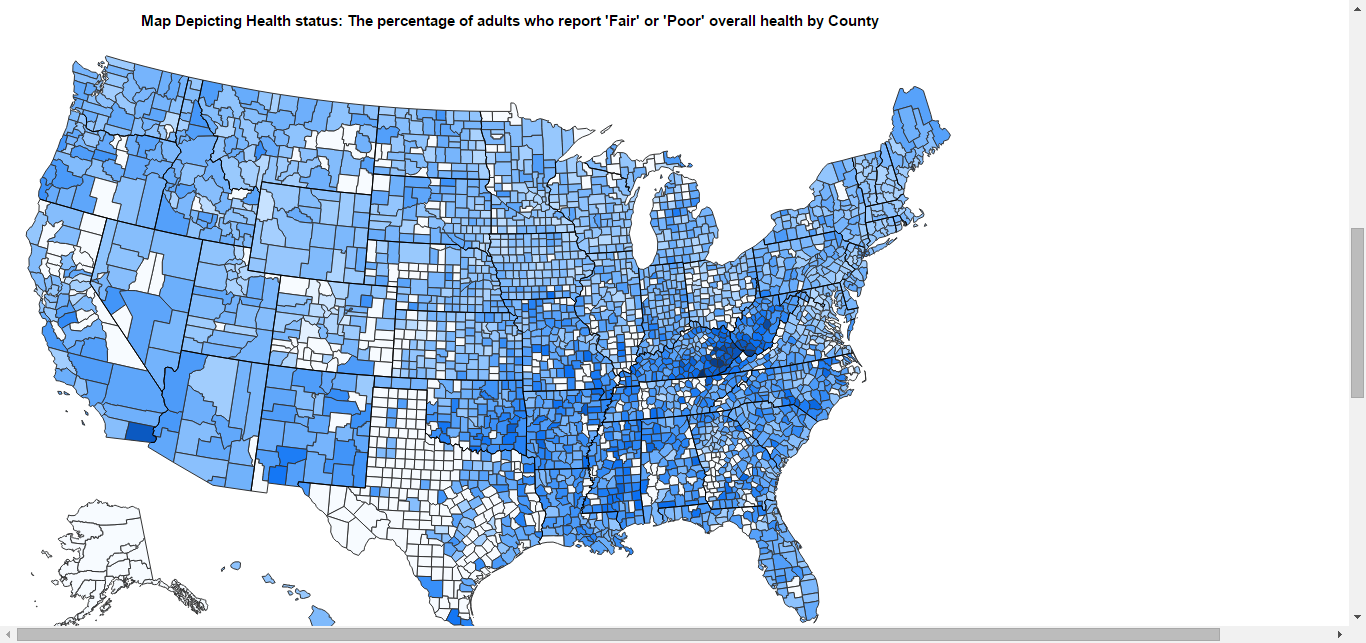 Map Depicting Health status: The percentage of adults who report 'Fair' or 'Poor' overall health by County